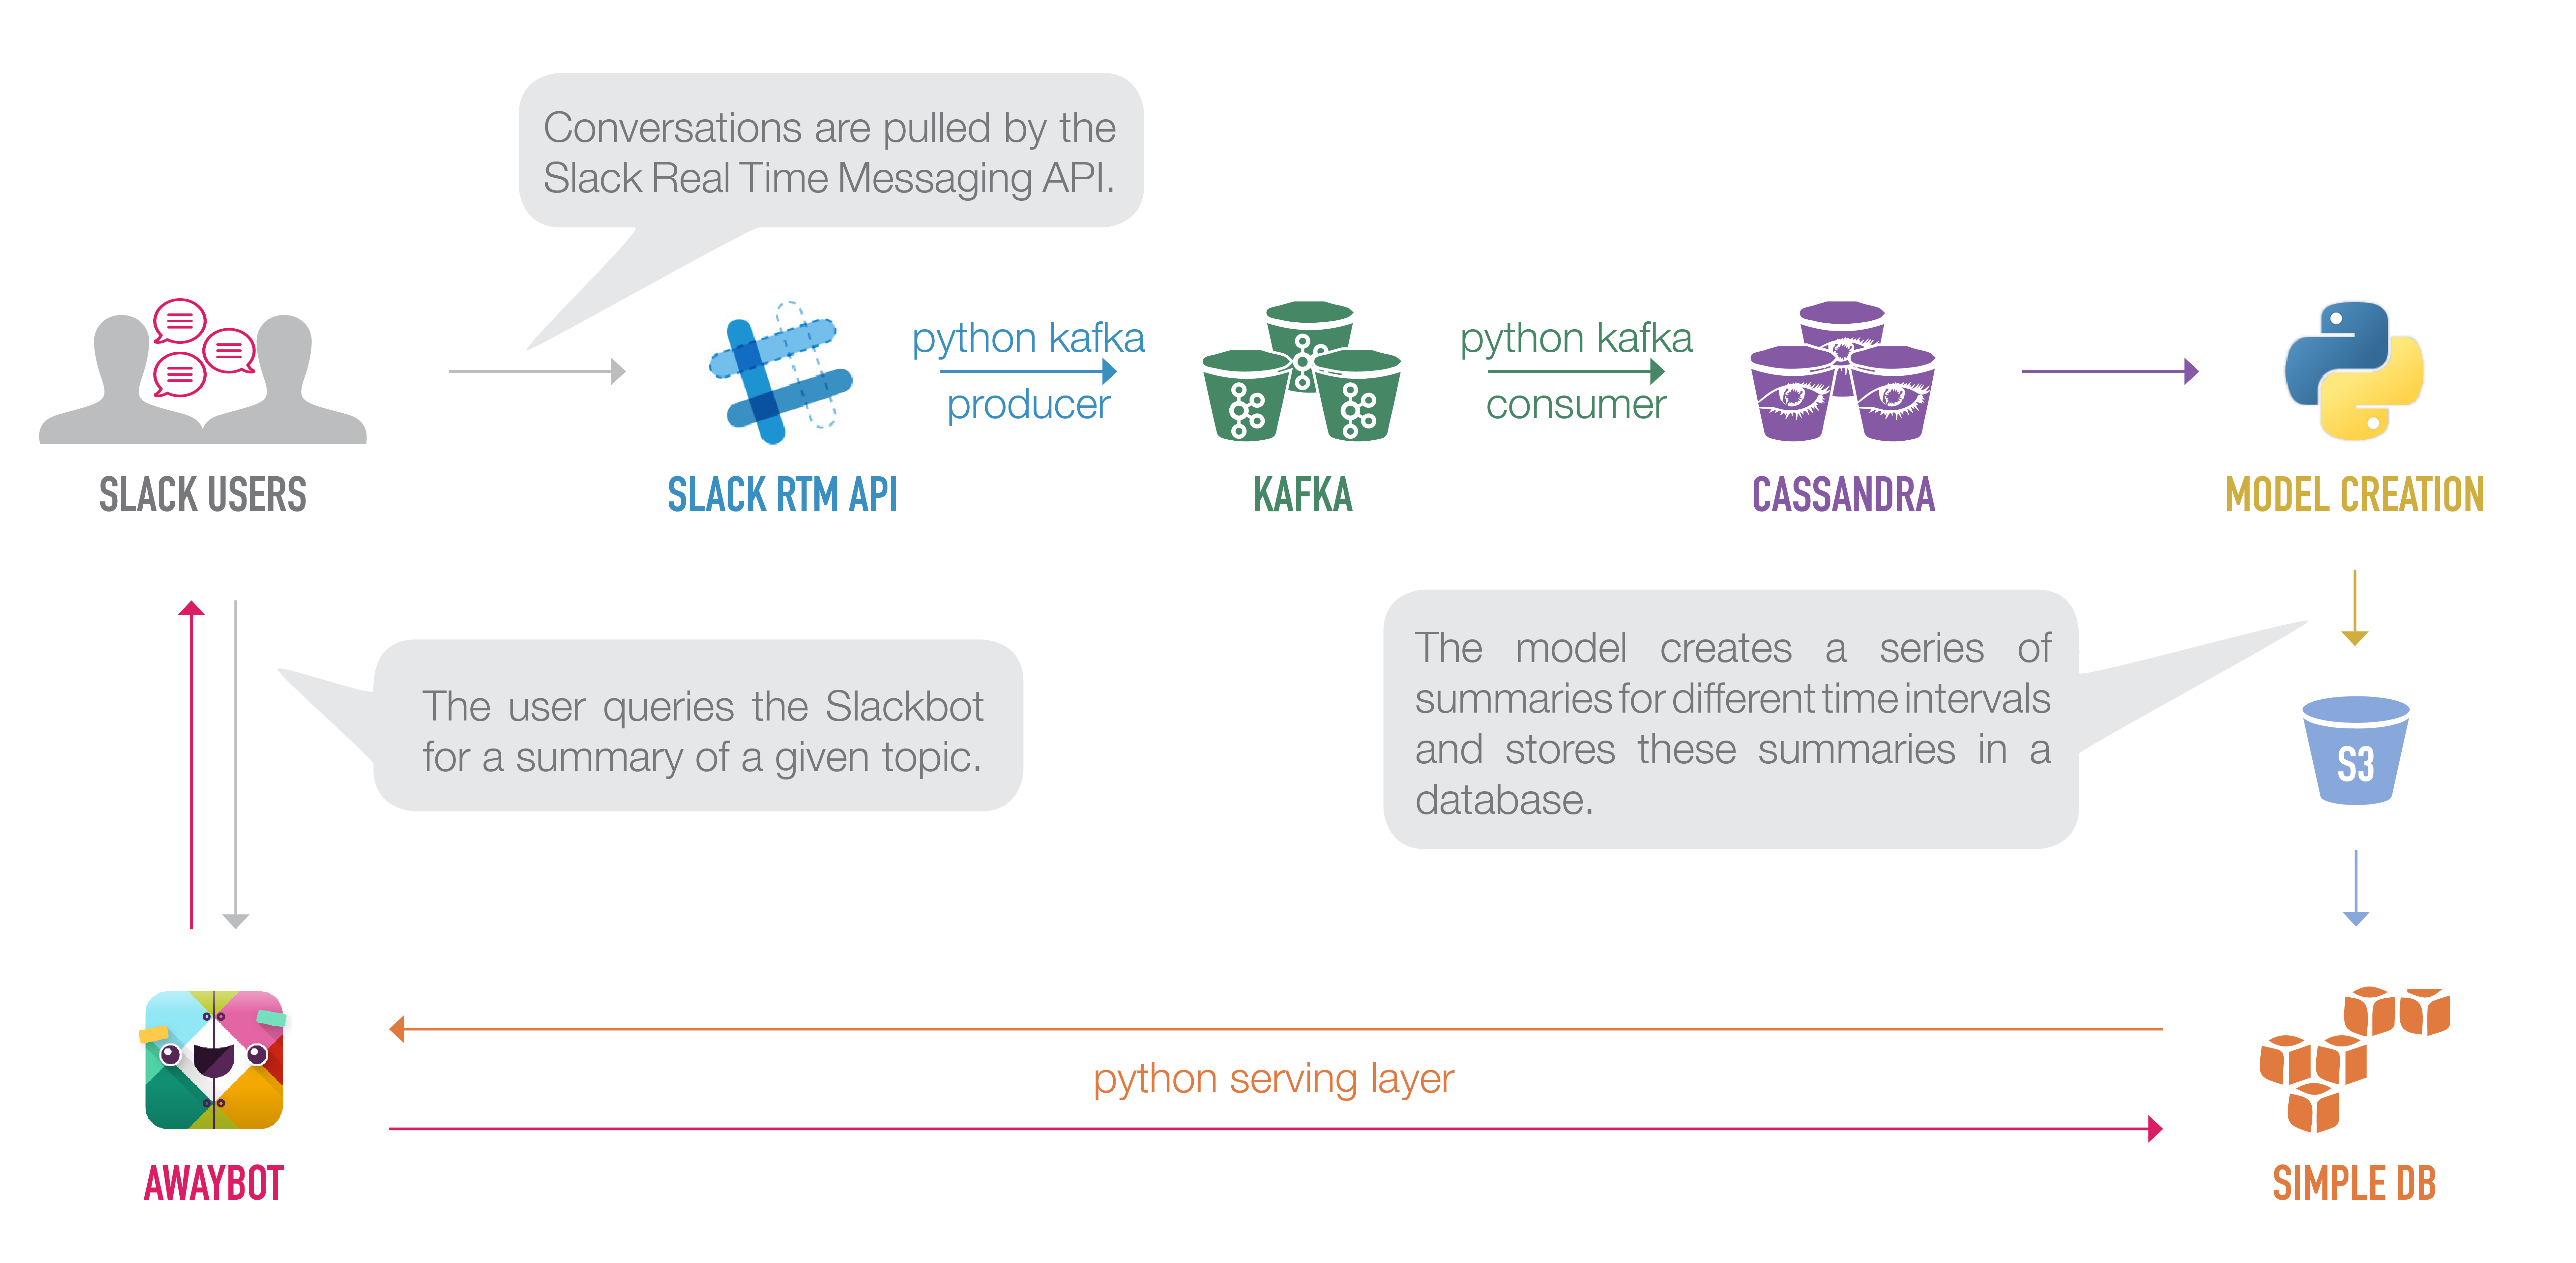 Conversations are pulled by the
Slack Real Time Messaging API.
python kafka
producer
python kafka
consumer
SLACK USERS
SLACK RTM API
KAFKA
CASSANDRA
MODEL CREATION
The user queries the Slackbot
for a summary of a given topic.
The model creates a series of
summaries for different time intervals
and stores these summaries in a
database.
S3
python serving layer
AWAYBOT
SIMPLE DB